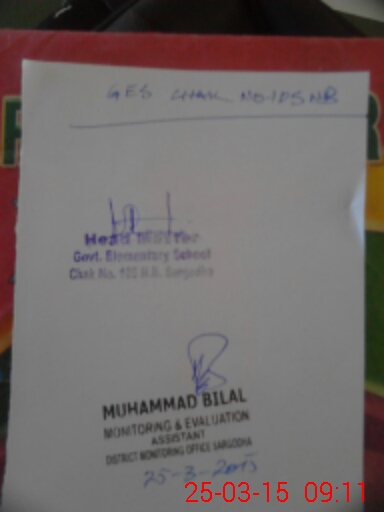 GES CHAK NO-105 NB
Head Master
Govt. Elementary School
Chak No. 105 N.B. Sargodha
MUHAMMAD BILAL
MONITORING & EVALUATION
ASSISTANT
DISTRICT MONITORING OFFICE SARGODHA
25-3-2015
25-03-15 09:11